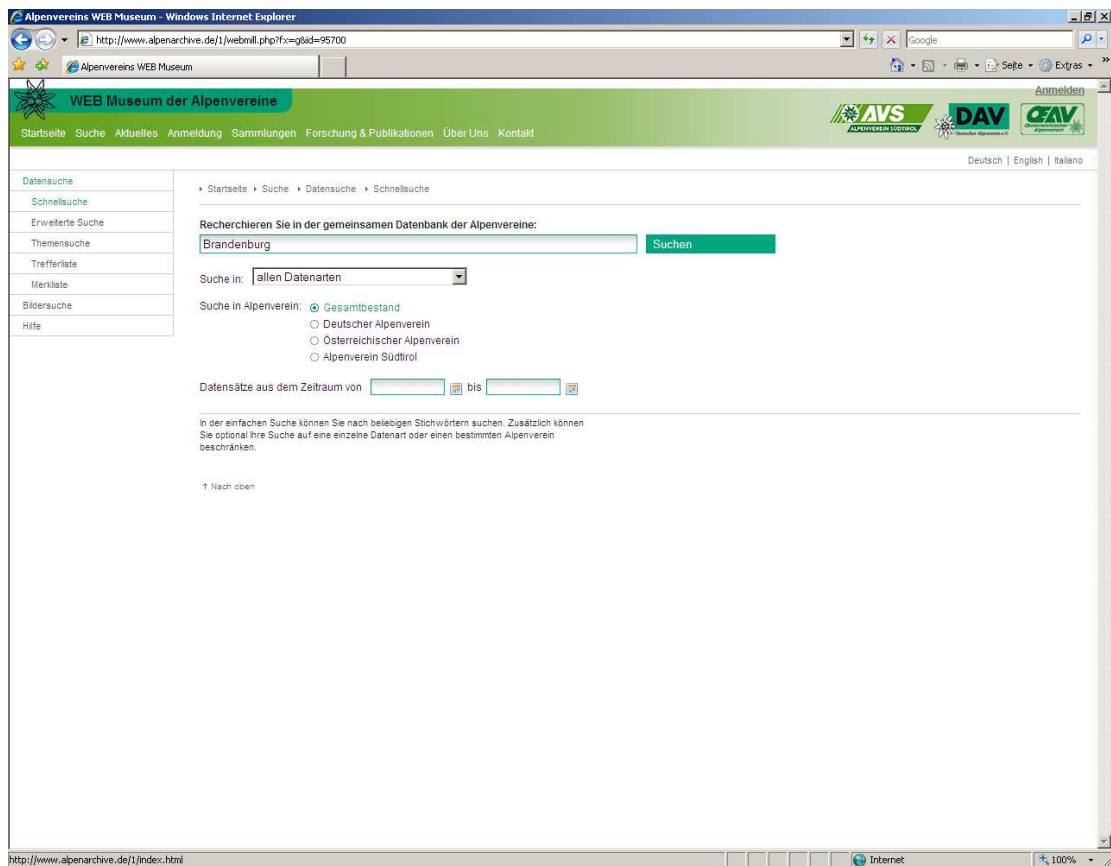 Alpenvereins WEB Museum - Windows Internet Explorer
http://www.alpenarchive.de/1/webmill.php?fx=g&id=95700
Google
Alpenvereins WEB Museum
Seite
Extras
Anmelden
WEB Museum der Alpenvereine
AVS
ALPENVEREIN SÜDTIROL
DAV
Deutscher Alpenverein e.V.
ŒAV
Österreichischer Alpenverein
Startseite Suche Aktuelles Anmeldung Sammlungen Forschung & Publikationen Über Uns Kontakt
Deutsch | English | Italiano
Datensuche
Schnellsuche
Erweiterte Suche
Themensuche
Trefferliste
Merkliste
Bildersuche
Hilfe
Startseite Suche Datensuche Schnellsuche
Recherchieren Sie in der gemeinsamen Datenbank der Alpenvereine:
Brandenburg
Suchen
Suche in: allen Datenarten
Suche in Alpenverein: Gesamtbestand
Deutscher Alpenverein
Österreichischer Alpenverein
Alpenverein Südtirol
Datensätze aus dem Zeitraum von bis
In der einfachen Suche können Sie nach beliebigen Stichwörtern suchen. Zusätzlich können
Sie optional Ihre Suche auf eine einzelne Datenart oder einen bestimmten Alpenverein
beschränken.
↑ Nach oben
http://www.alpenarchive.de/1/index.html
Internet
100%